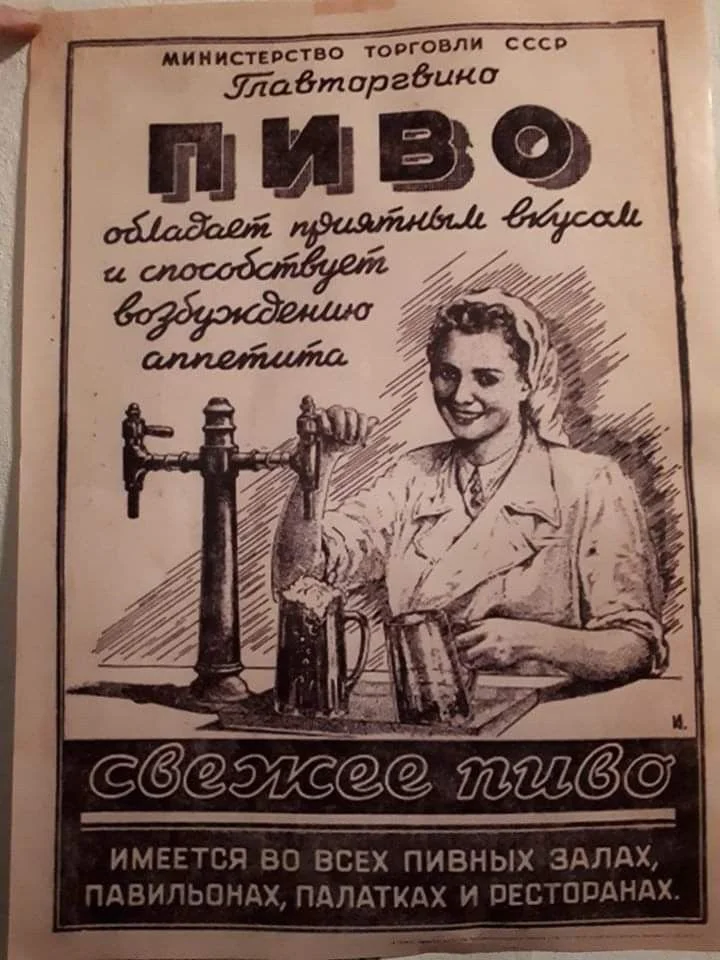 МИНИСТЕРСТВО ТОРГОВЛИ СССР
Главторгвино
ПИВО
обладает приятным вкусом
и способствует
возбуждению
аппетита
И.
свежее пиво
ИМЕЕТСЯ ВО ВСЕХ ПИВНЫХ ЗАЛАХ,
ПАВИЛЬОНАХ, ПАЛАТКАХ И РЕСТОРАНАХ.